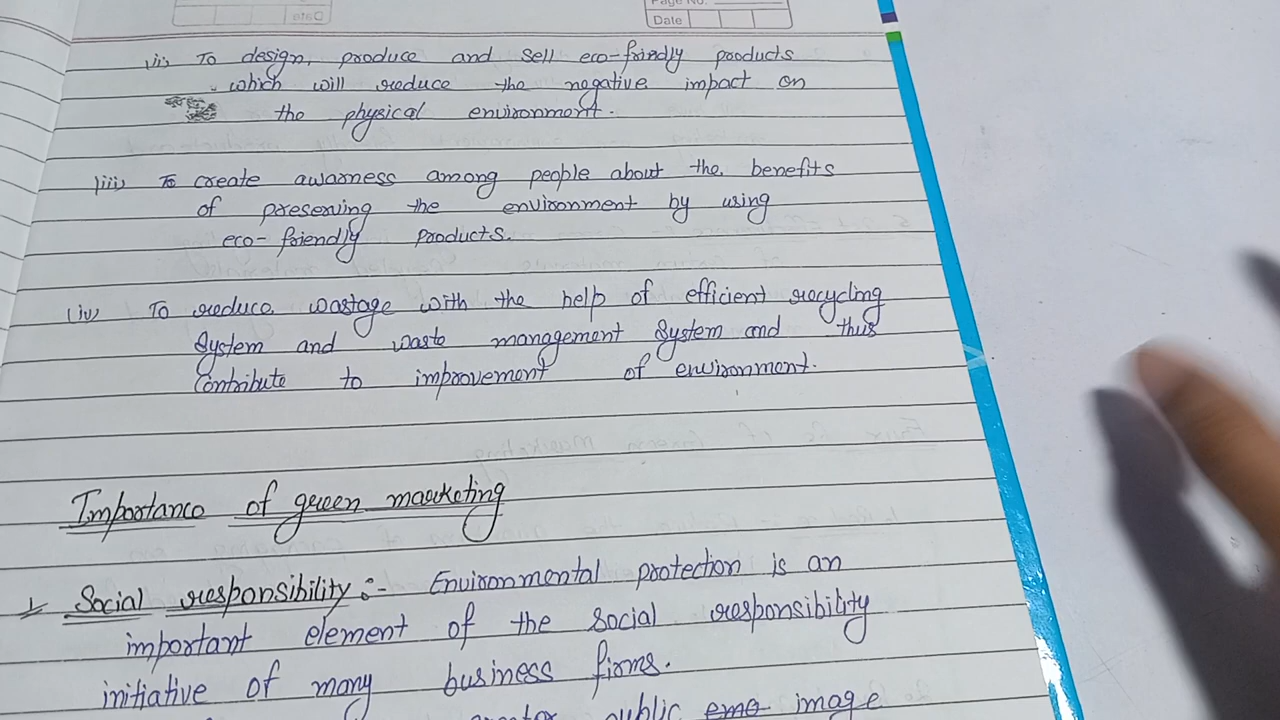 Page No.
Date
(ii) To design, produce and sell eco-friendly products
which will reduce the negative impact on
the physical environment.
(iii) To create awarness among people about the benefits
of preserving the environment by using
eco-friendly products.
(iv) To reduce wastage with the help of efficient recycling
system and waste management system and thus
contribute to improvement of environment.
Importance of green marketing
1. Social responsibility :- Environmental protection is an
important element of the social responsibility
initiative of many business firms.
greater public image